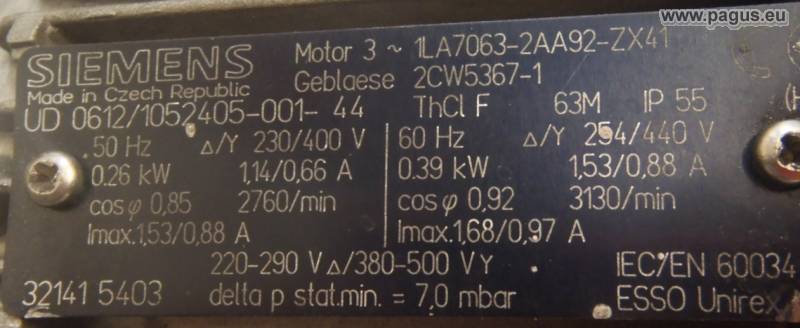 www.pagus.eu
SIEMENS Motor 3 ~ 1LA7063-2AA92-ZX41
Made in Czech Republic Geblaese 2CW5367-1
UD 0612/1052405-001- 44 ThCl F 63M IP 55
50 Hz Δ/Y 230/400 V 60 Hz Δ/Y 254/440 V
0.26 kW 1,14/0,66 A 0.39 kW 1,53/0,88 A
cosφ 0,85 2760/min cosφ 0,92 3130/min
Imax.1,53/0,88 A Imax.1,68/0,97 A
220-290 VΔ/380-500 VY IEC/EN 60034
32141 5403 delta p stat.min. = 7,0 mbar ESSO Unirex